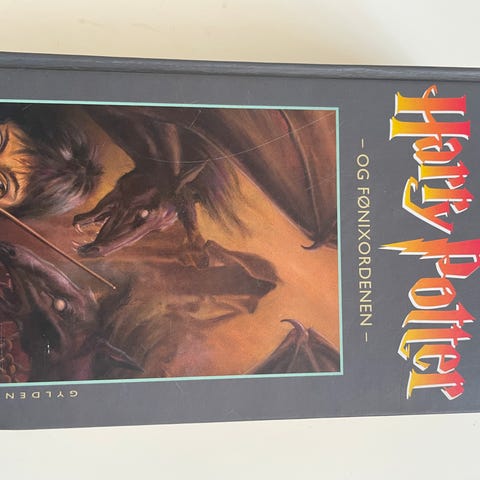 Harry Potter
– OG FØNIXORDENEN –
GYLDEN